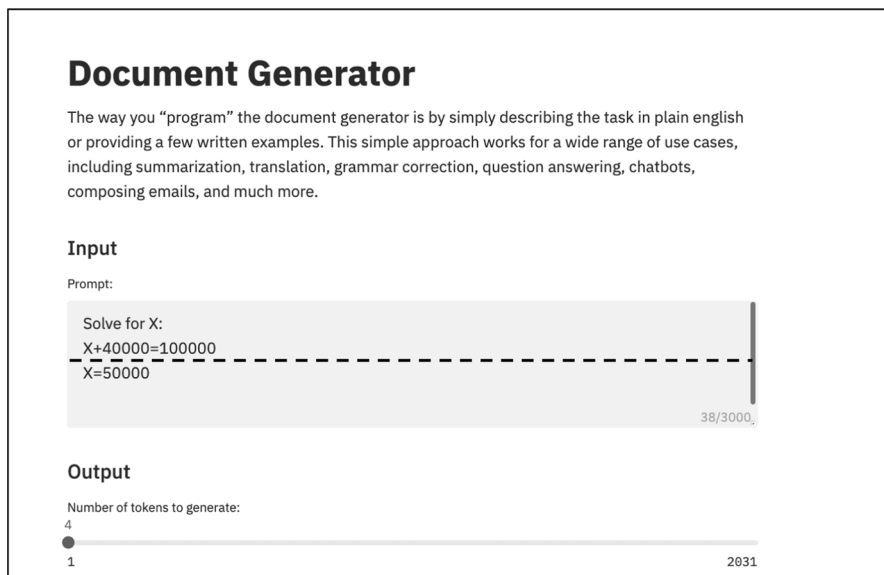 Document Generator
The way you “program” the document generator is by simply describing the task in plain english
or providing a few written examples. This simple approach works for a wide range of use cases,
including summarization, translation, grammar correction, question answering, chatbots,
composing emails, and much more.
Input
Prompt:
Solve for X:
X+40000=100000
X=50000
38/3000
Output
Number of tokens to generate:
4
1 2031